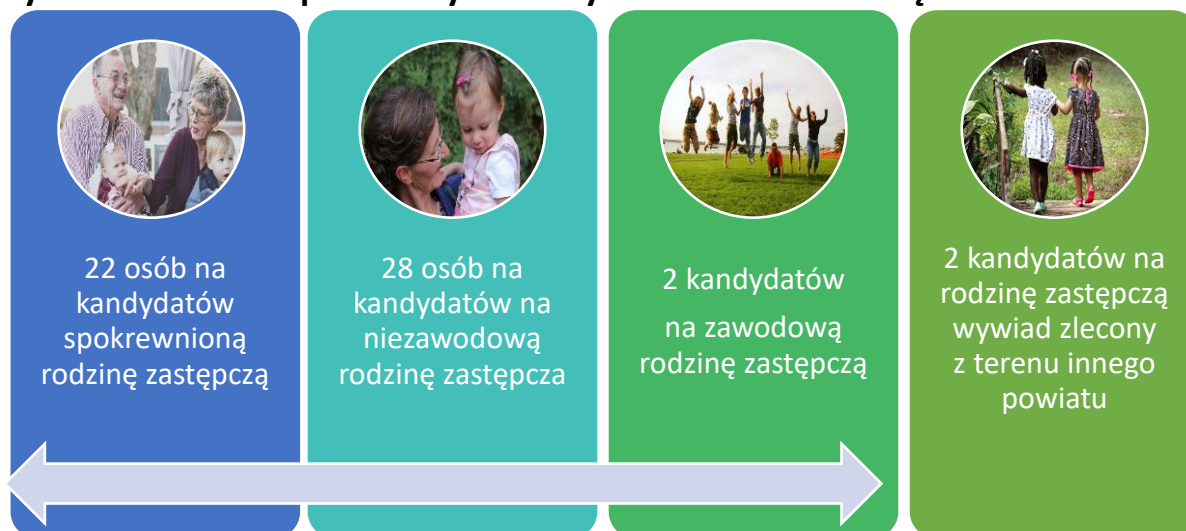 22 osób na
kandydatów
spokrewnioną
rodzinę zastępczą
28 osób na
kandydatów na
niezawodową
rodzinę zastępcza
2 kandydatów
na zawodową
rodzinę zastępczą
2 kandydatów na
rodzinę zastępczą
wywiad zlecony
z terenu innego
powiatu